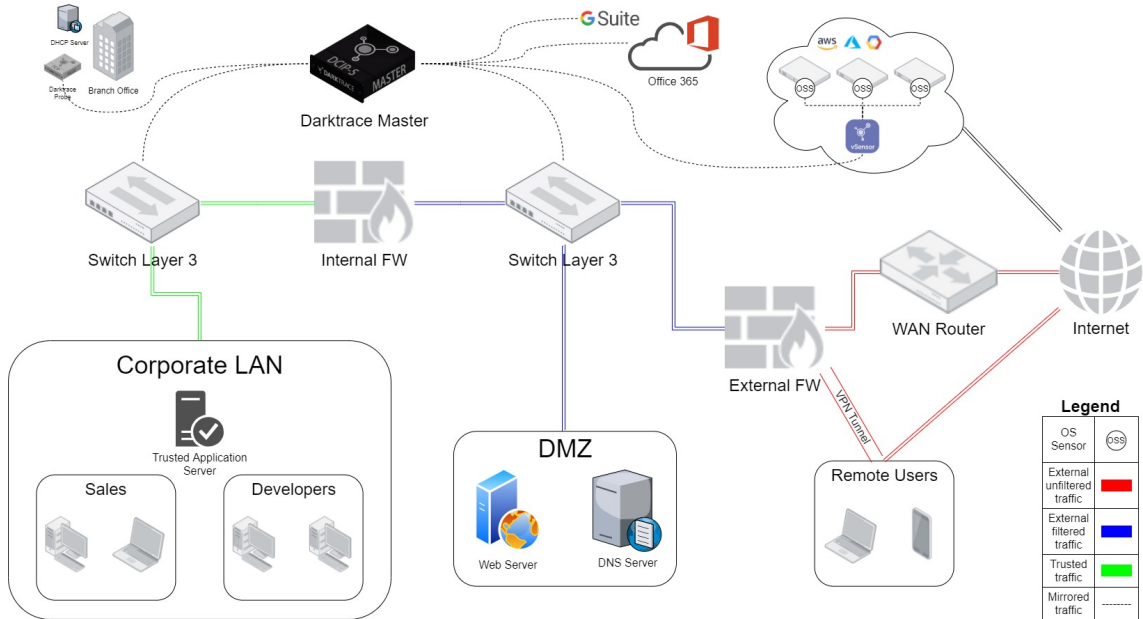 DHCP Server
Darktrace
Probe
Branch Office
DCIP-S
DARKTRACE
MASTER
Darktrace Master
G Suite
Office 365
aws
OSS
OSS
OSS
vSensor
Switch Layer 3
Internal FW
Switch Layer 3
External FW
WAN Router
Internet
VPN Tunnel
Corporate LAN
Trusted Application
Server
Sales
Developers
DMZ
Web Server
DNS Server
Remote Users
Legend
OS
Sensor
OSS
External
unfiltered
traffic
External
filtered
traffic
Trusted
traffic
Mirrored
traffic